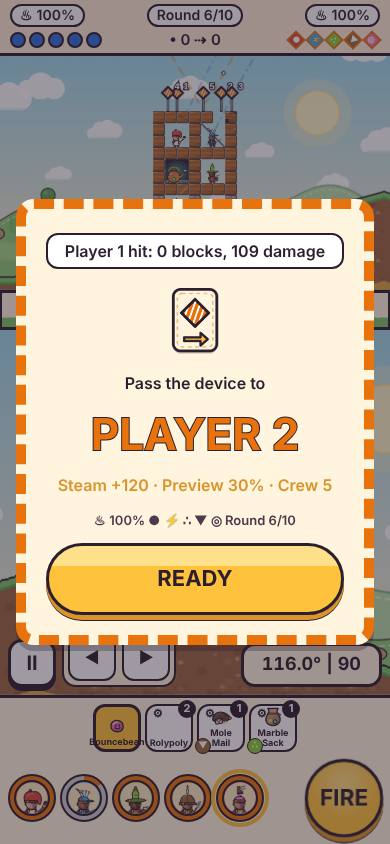 100%
Round 6/10
100%
• 0 ⇢ 0
Player 1 hit: 0 blocks, 109 damage
Pass the device to
PLAYER 2
Steam +120 · Preview 30% · Crew 5
100% Round 6/10
READY
116.0° | 90
2
1
1
Bouncebean
Rolypoly
Mole Mail
Marble Sack
FIRE